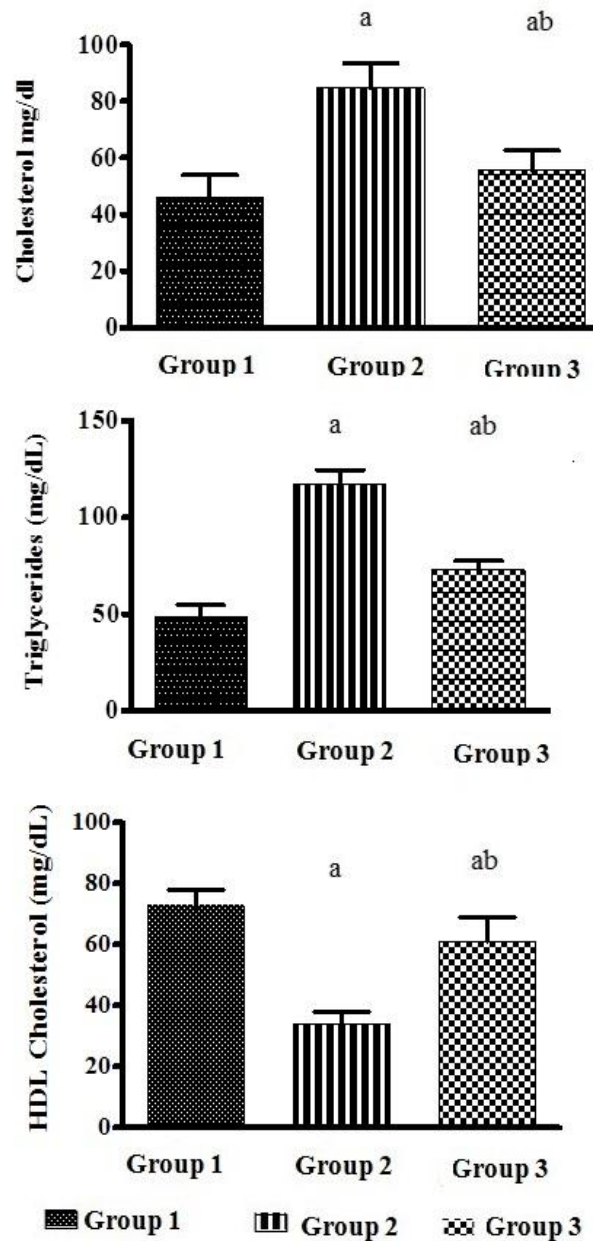 a ab
100
80
60
40
20
0
Cholesterol mg/dl
Group 1 Group 2 Group 3
a ab
150
100
50
0
Triglycerides (mg/dL)
Group 1 Group 2 Group 3
100
80
60
40
20
0
HDL Cholesterol (mg/dL)
a ab
Group 1 Group 2 Group 3
Group 1 Group 2 Group 3